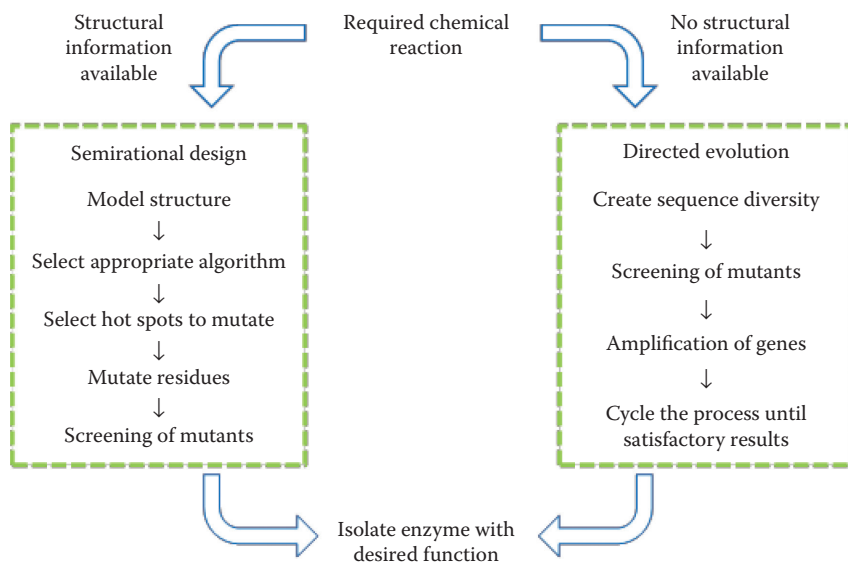 Structural
information
available
Required chemical
reaction
No structural
information
available
Semirational design
Model structure
↓
Select appropriate algorithm
↓
Select hot spots to mutate
↓
Mutate residues
↓
Screening of mutants
Directed evolution
Create sequence diversity
↓
Screening of mutants
↓
Amplification of genes
↓
Cycle the process until
satisfactory results
Isolate enzyme with
desired function